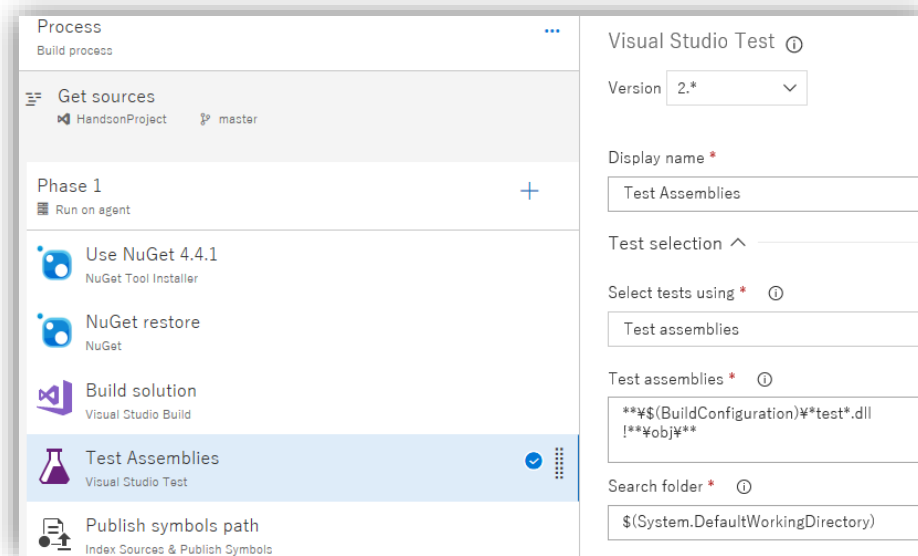 Process
Build process
Get sources
HandsonProject
master
Phase 1
Run on agent
Use NuGet 4.4.1
NuGet Tool Installer
NuGet restore
NuGet
Build solution
Visual Studio Build
Test Assemblies
Visual Studio Test
Publish symbols path
Index Sources & Publish Symbols
Visual Studio Test
Version 2.*
Display name *
Test Assemblies
Test selection
Select tests using *
Test assemblies
Test assemblies *
**¥$(BuildConfiguration)¥*test*.dll
!**¥obj¥**
Search folder *
$(System.DefaultWorkingDirectory)